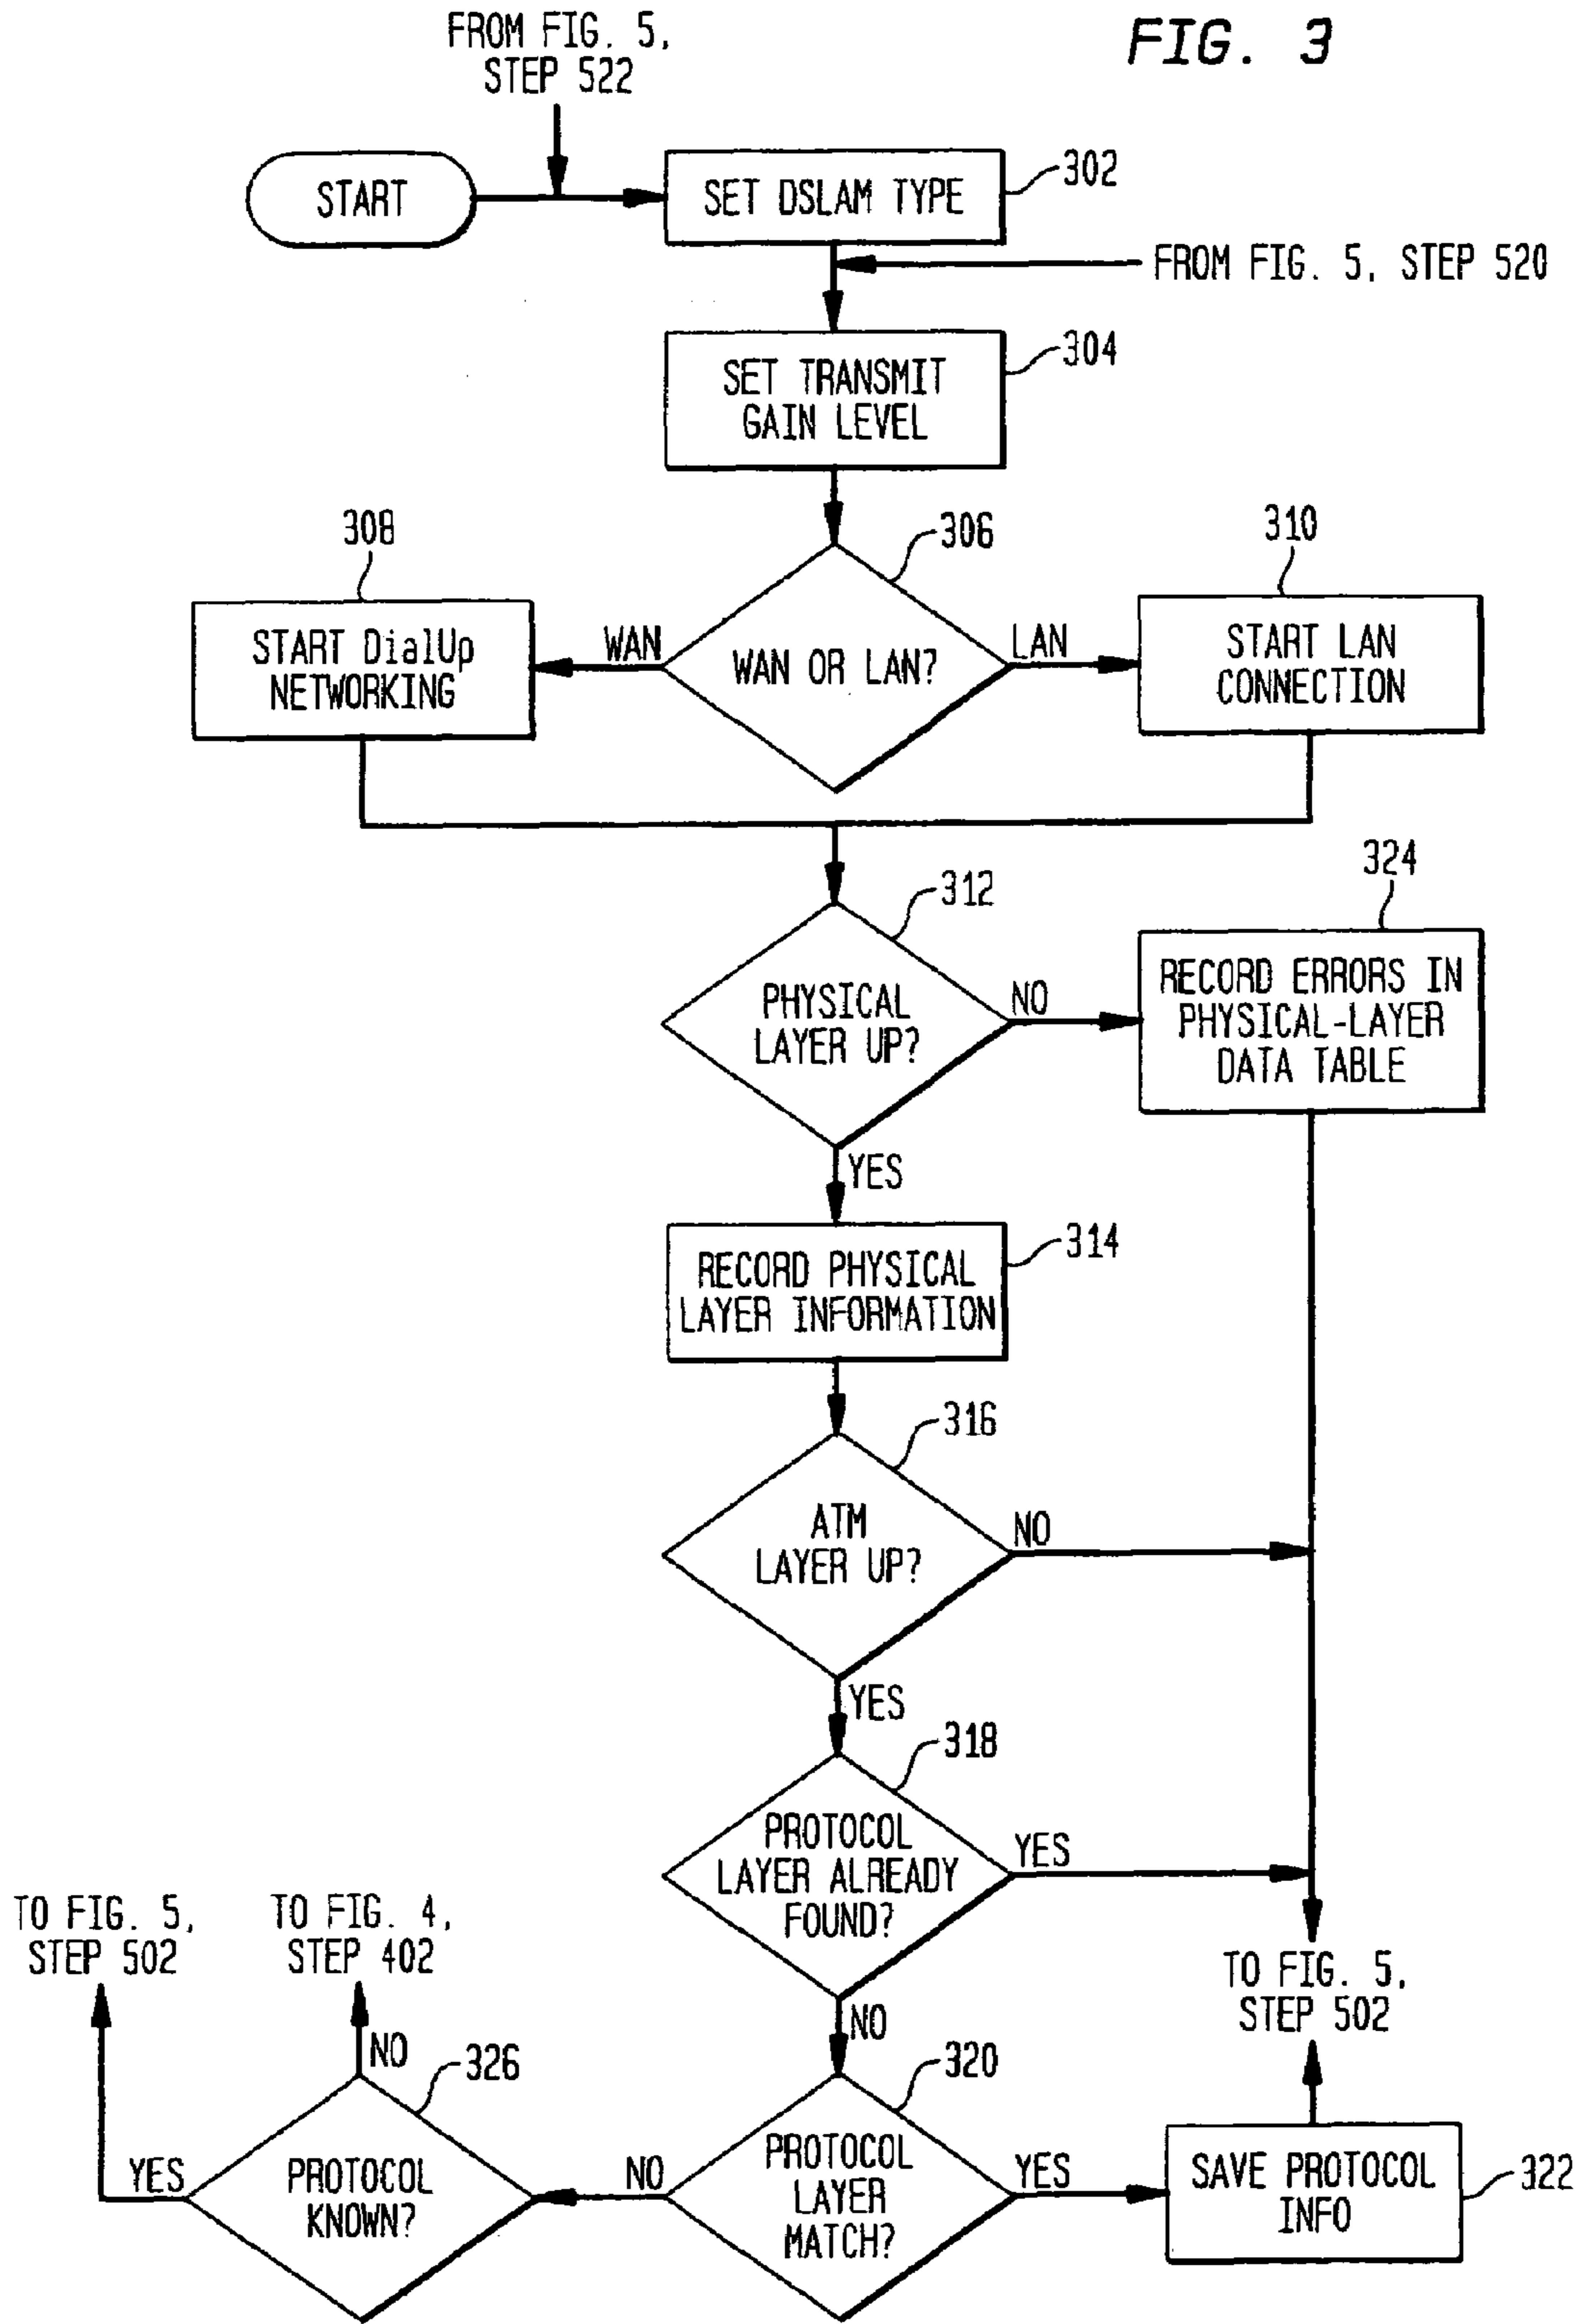 FROM FIG. 5,
STEP 522
FIG. 3
START
SET DSLAM TYPE
302
FROM FIG. 5, STEP 520
SET TRANSMIT
GAIN LEVEL
304
306
308
310
START DialUp
NETWORKING
WAN
WAN OR LAN?
LAN
START LAN
CONNECTION
312
324
PHYSICAL
LAYER UP?
NO
RECORD ERRORS IN
PHYSICAL-LAYER
DATA TABLE
YES
RECORD PHYSICAL
LAYER INFORMATION
314
316
ATM
LAYER UP?
NO
YES
318
PROTOCOL
LAYER ALREADY
FOUND?
YES
TO FIG. 5,
STEP 502
TO FIG. 4,
STEP 402
TO FIG. 5,
STEP 502
NO
NO
326
320
YES
PROTOCOL
KNOWN?
NO
PROTOCOL
LAYER
MATCH?
YES
SAVE PROTOCOL
INFO
322